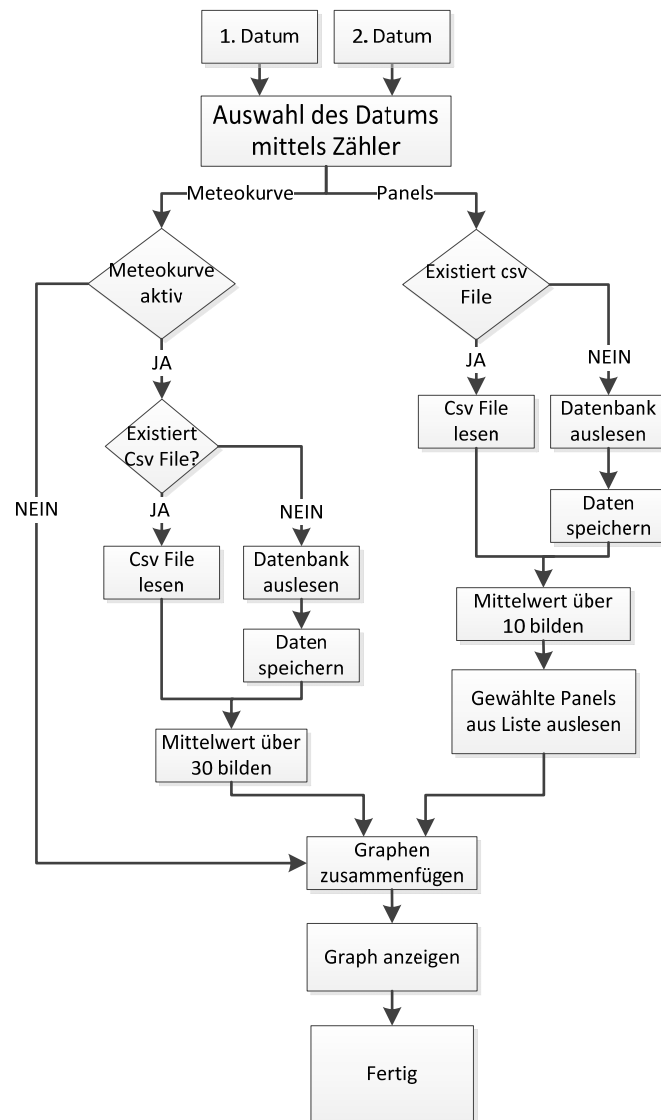 1. Datum
2. Datum
Auswahl des Datums
mittels Zähler
Meteokurve
Panels
Meteokurve
aktiv
Existiert csv
File
JA
NEIN
JA
NEIN
Csv File
lesen
Datenbank
auslesen
Existiert
Csv File?
JA
NEIN
Daten
speichern
Csv File
lesen
Datenbank
auslesen
Mittelwert über
10 bilden
Daten
speichern
Gewählte Panels
aus Liste auslesen
Mittelwert über
30 bilden
Graphen
zusammenfügen
Graph anzeigen
Fertig